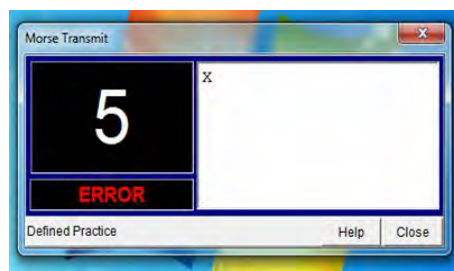 Morse Transmit
X
5
X
ERROR
Defined Practice
Help
Close